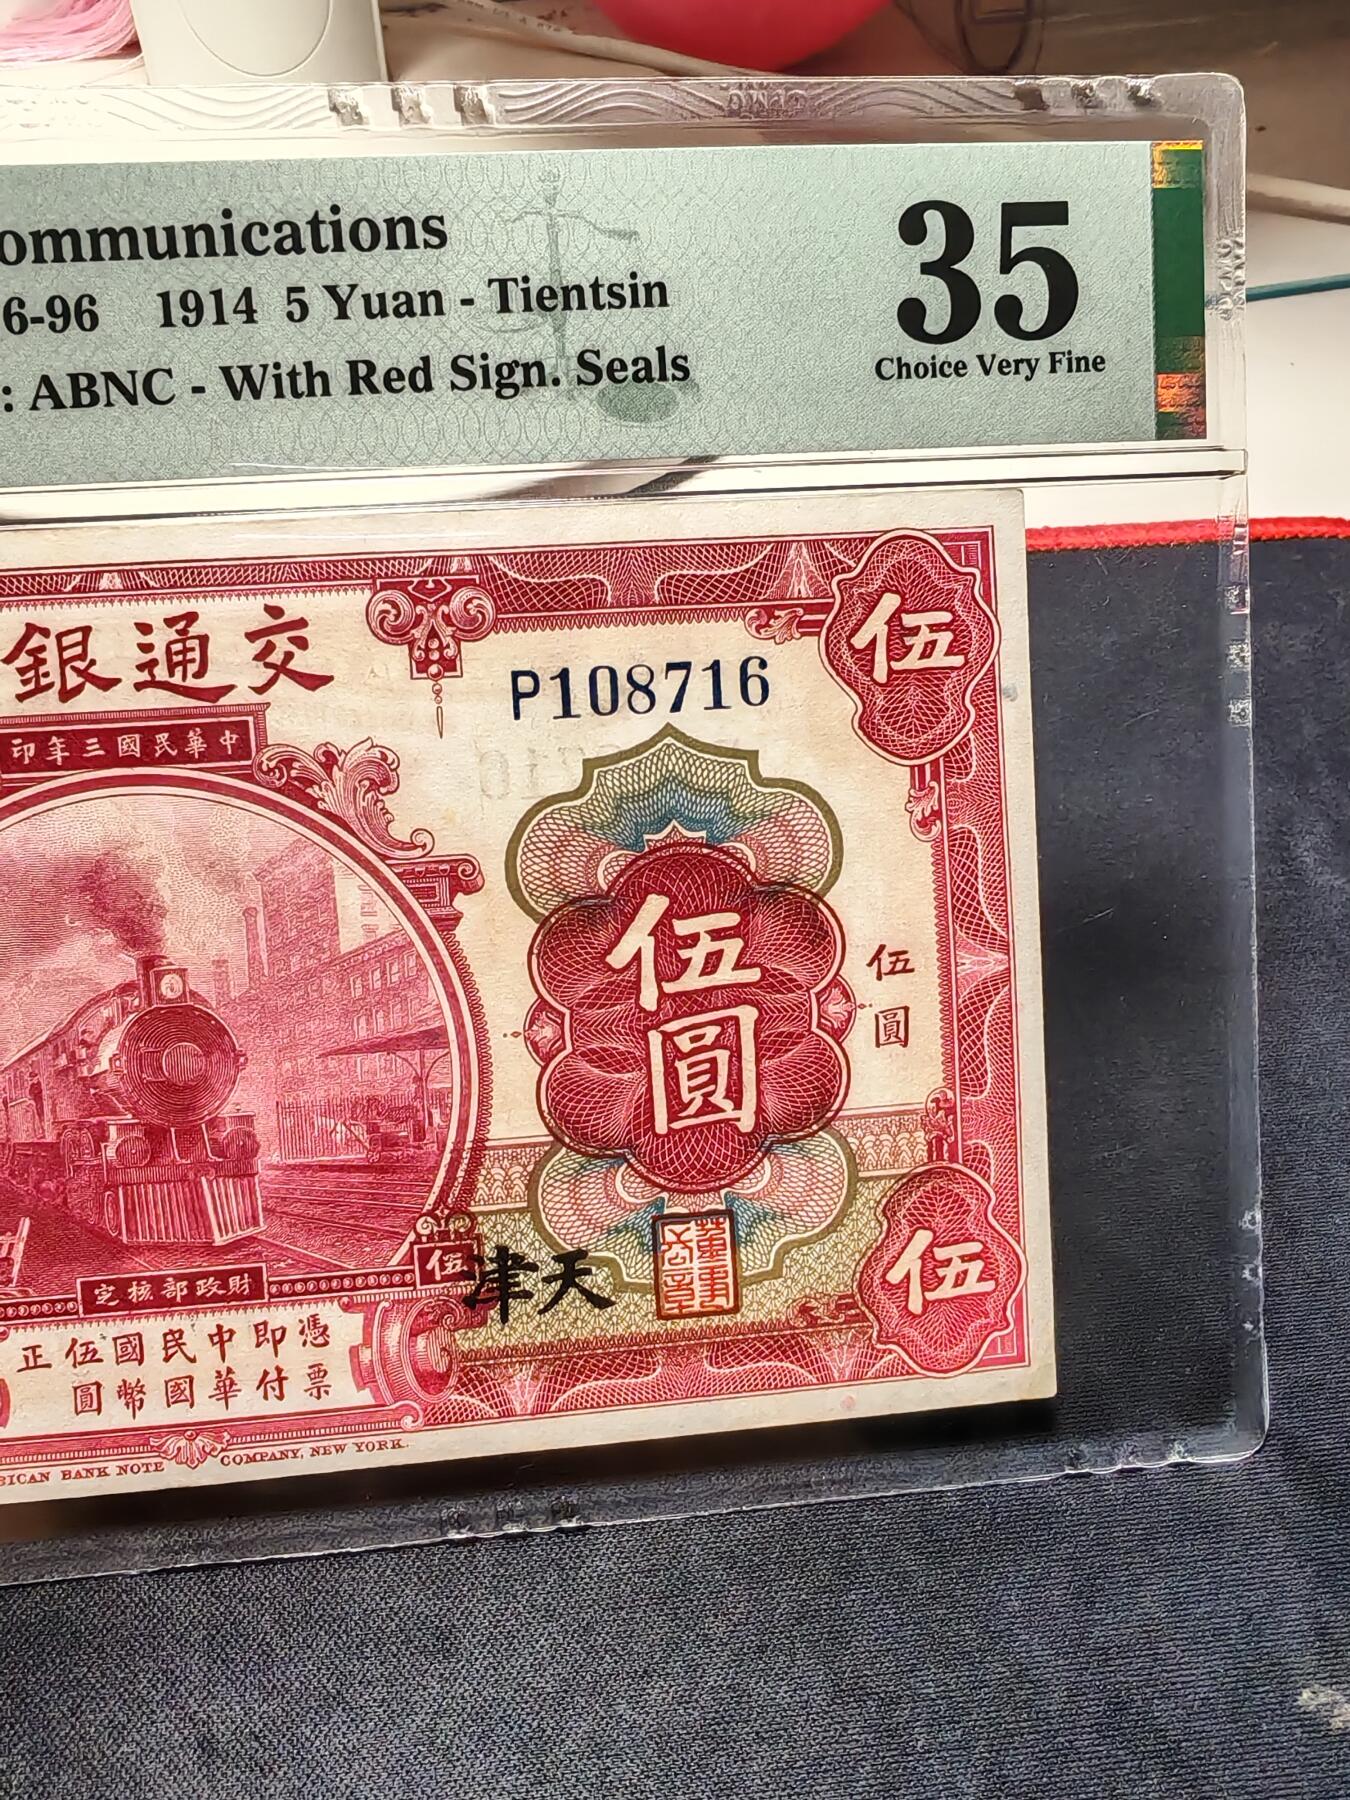 ommunications
6-96 1914 5 Yuan - Tientsin
: ABNC - With Red Sign. Seals
35
Choice Very Fine
交通銀
中華民國三年印
P108716
伍
伍圓
伍
圓
伍
天津
伍
財政部核定
憑即中民國伍正
票付華國幣圓
ICAN BANK NOTE COMPANY, NEW YORK.